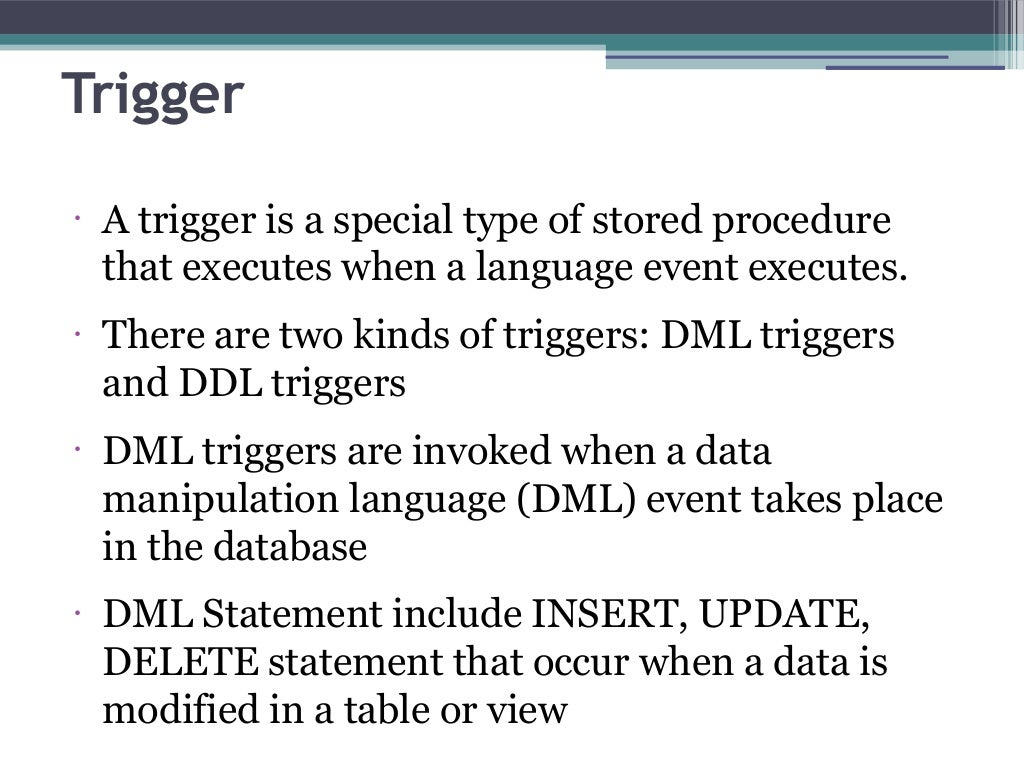 Trigger
· A trigger is a special type of stored procedure
that executes when a language event executes.
· There are two kinds of triggers: DML triggers
and DDL triggers
· DML triggers are invoked when a data
manipulation language (DML) event takes place
in the database
· DML Statement include INSERT, UPDATE,
DELETE statement that occur when a data is
modified in a table or view